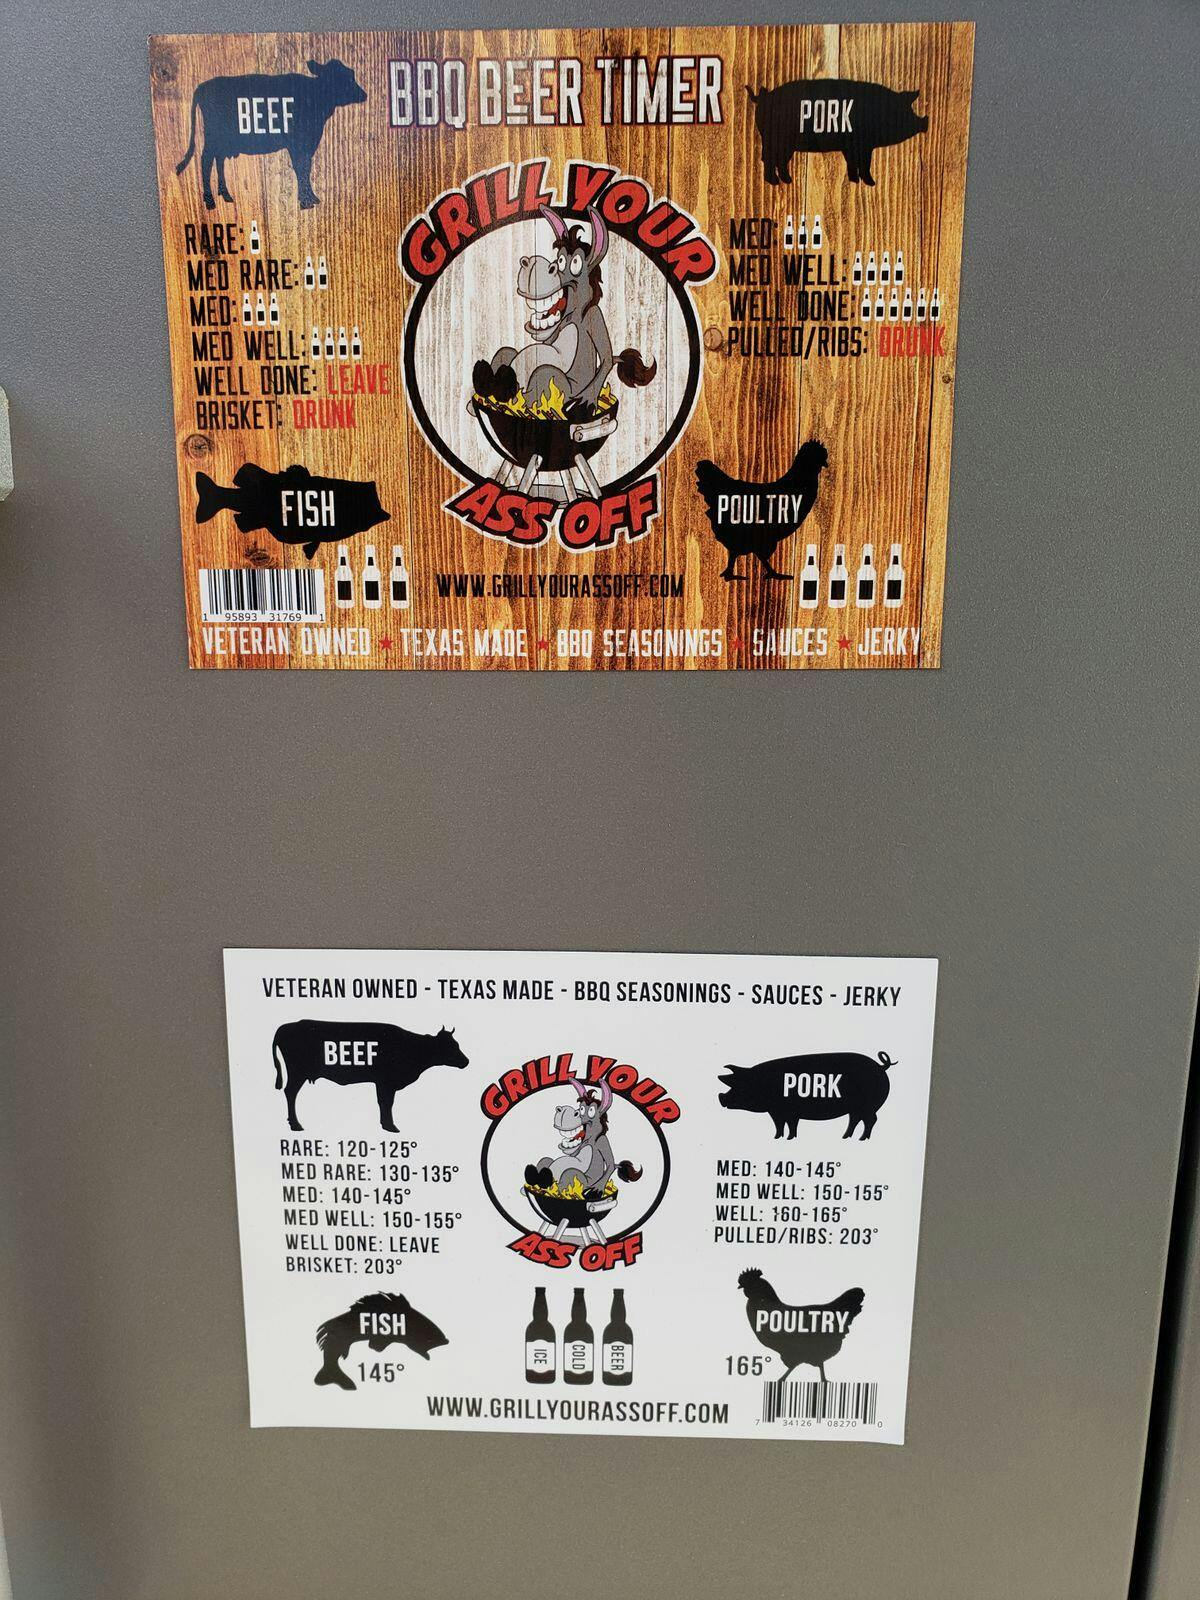 BBQ BEER TIMER
BEEF
RARE:
MED RARE:
MED:
MED WELL:
WELL DONE: LEAVE
BRISKET: DRUNK
GRILL YOUR
ASS OFF
PORK
MED:
MED WELL:
WELL DONE:
PULLED/RIBS: DRUNK
FISH
POULTRY
1 95893 31769 1
WWW.GRILLYOURASSOFF.COM
VETERAN OWNED ★ TEXAS MADE ★ BBQ SEASONINGS ★ SAUCES ★ JERKY
VETERAN OWNED - TEXAS MADE - BBQ SEASONINGS - SAUCES - JERKY
BEEF
RARE: 120-125°
MED RARE: 130-135°
MED: 140-145°
MED WELL: 150-155°
WELL DONE: LEAVE
BRISKET: 203°
GRILL YOUR
ASS OFF
PORK
MED: 140-145°
MED WELL: 150-155°
WELL: 160-165°
PULLED/RIBS: 203°
FISH
145°
ICE
COLD
BEER
POULTRY
165°
WWW.GRILLYOURASSOFF.COM
7 34126 08270 0